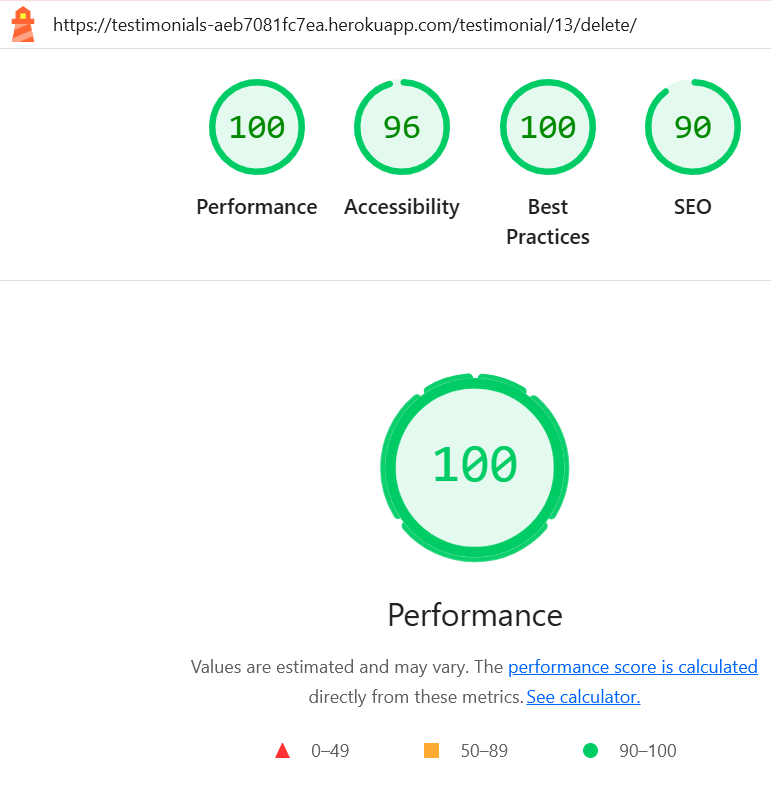 https://testimonials-aeb7081fc7ea.herokuapp.com/testimonial/13/delete/
100 96 100 90
Performance Accessibility Best Practices SEO
100
Performance
Values are estimated and may vary. The performance score is calculated
directly from these metrics. See calculator.
0–49 50–89 90–100